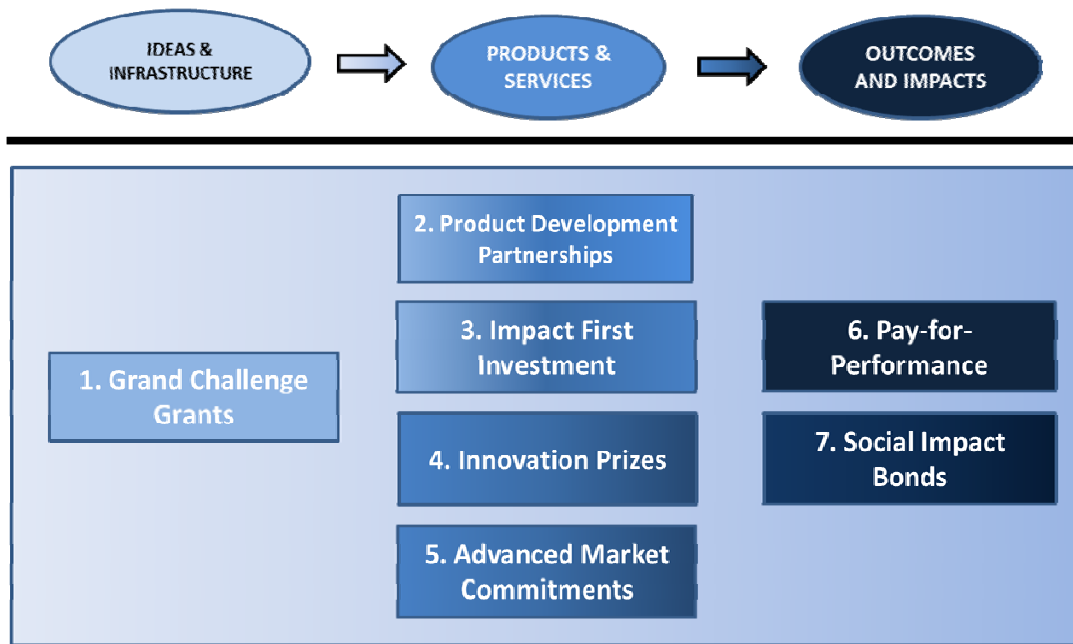 IDEAS &
INFRASTRUCTURE
PRODUCTS &
SERVICES
OUTCOMES
AND IMPACTS
1. Grand Challenge
Grants
2. Product Development
Partnerships
3. Impact First
Investment
4. Innovation Prizes
5. Advanced Market
Commitments
6. Pay-for-
Performance
7. Social Impact
Bonds